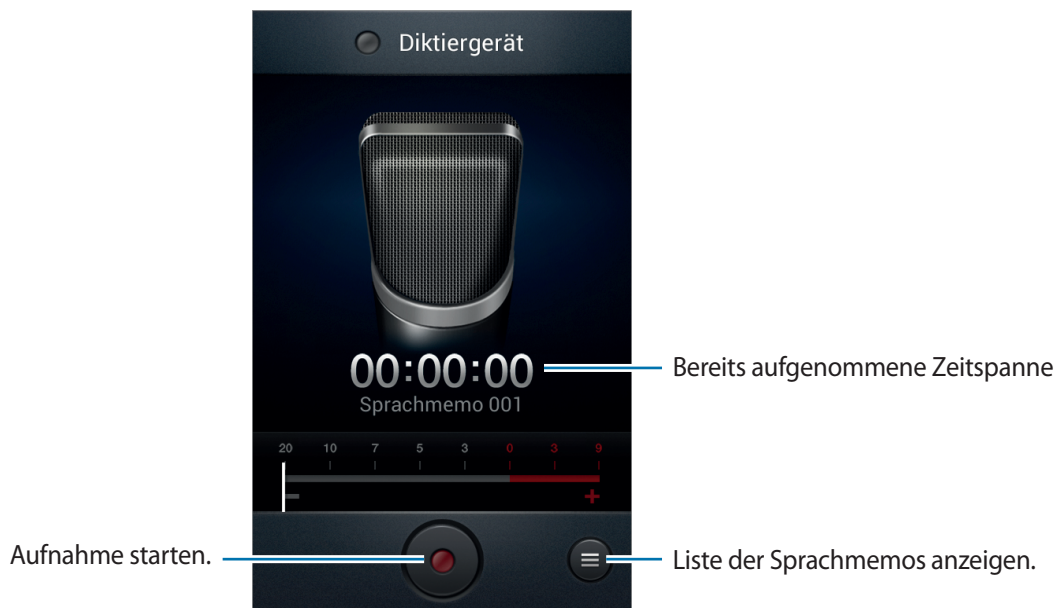 Diktiergerät
00:00:00
Bereits aufgenommene Zeitspanne
Sprachmemo 001
20 10 7 5 3 0 3 9
- +
Aufnahme starten.
Liste der Sprachmemos anzeigen.